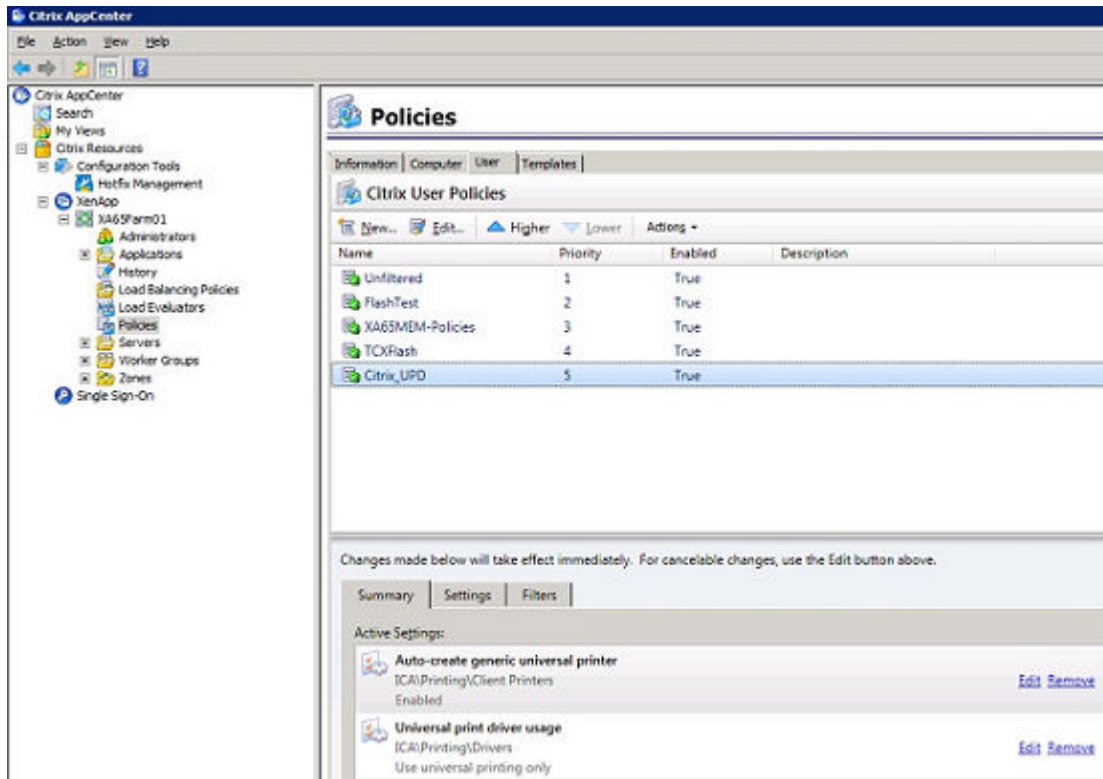 Citrix AppCenter
File Action View Help
Citrix AppCenter
Search
My Views
Citrix Resources
Configuration Tools
Hotfix Management
XenApp
XA65Farm01
Administrators
Applications
History
Load Balancing Policies
Load Evaluators
Policies
Servers
Worker Groups
Zones
Single Sign-On
Policies
Information Computer User Templates
Citrix User Policies
New... Edit... Higher Lower Actions
Name Priority Enabled Description
Unfiltered 1 True
FlashTest 2 True
XA65MEM-Policies 3 True
TCXFlash 4 True
Citrix_UPD 5 True
Changes made below will take effect immediately. For cancelable changes, use the Edit button above.
Summary Settings Filters
Active Settings:
Auto-create generic universal printer
ICA\Printing\Client Printers
Edit Remove
Enabled
Universal print driver usage
ICA\Printing\Drivers
Edit Remove
Use universal printing only